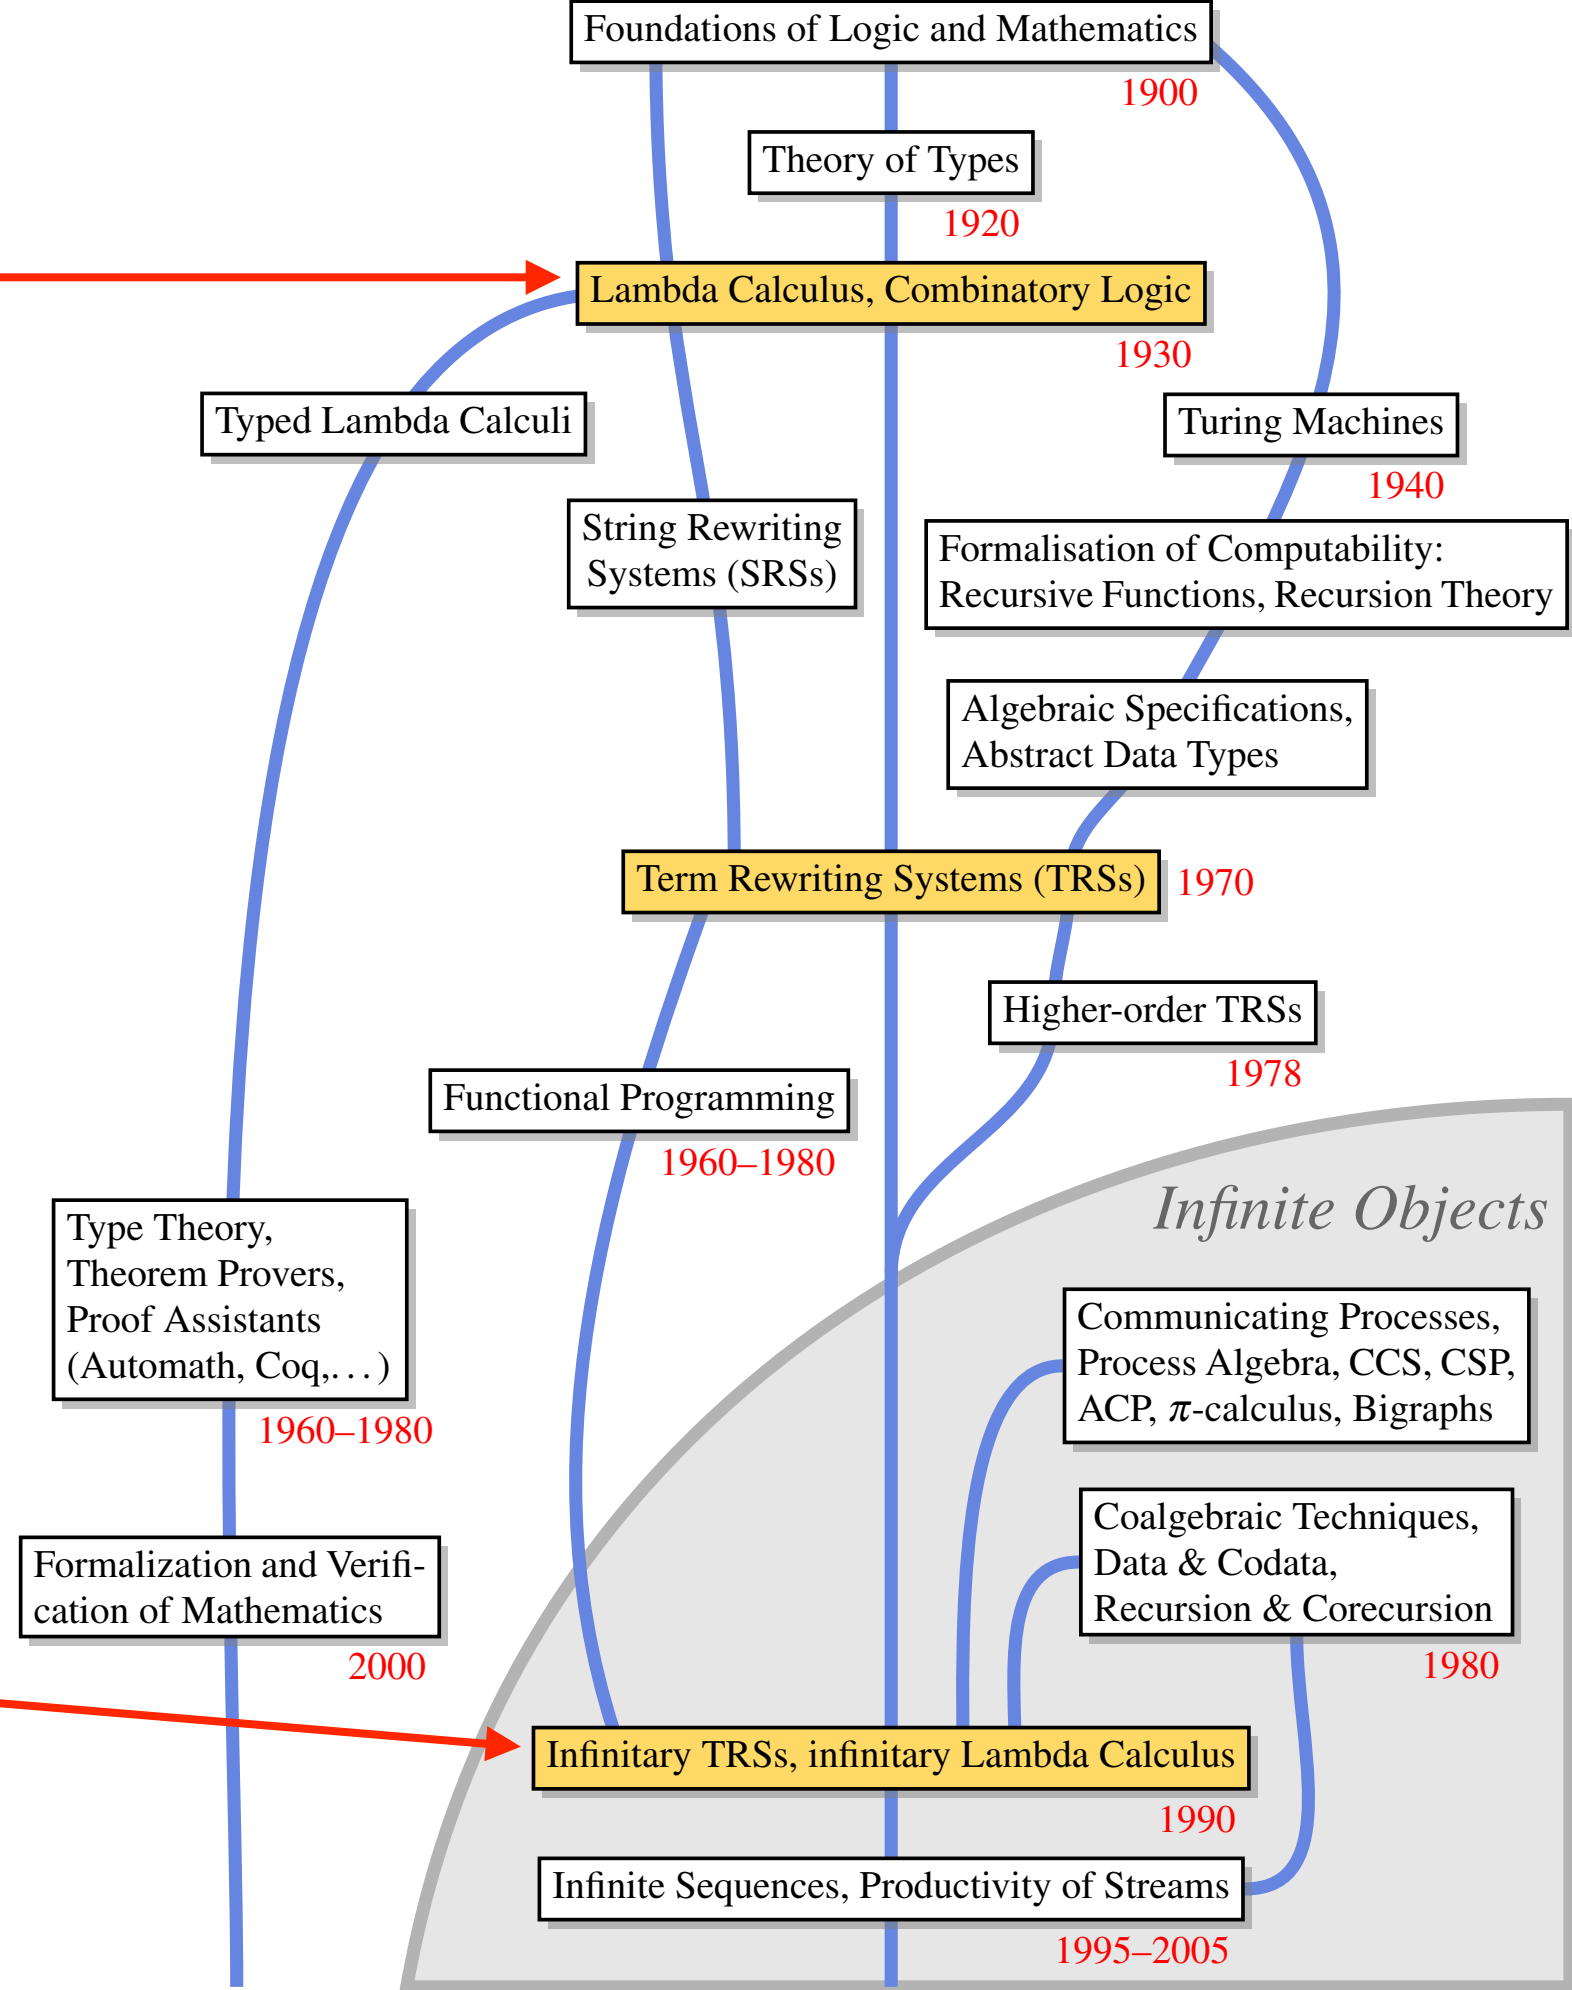 Foundations of Logic and Mathematics
1900
Theory of Types
1920
Lambda Calculus, Combinatory Logic
1930
Typed Lambda Calculi
Turing Machines
1940
String Rewriting
Systems (SRSs)
Formalisation of Computability:
Recursive Functions, Recursion Theory
Algebraic Specifications,
Abstract Data Types
Term Rewriting Systems (TRSs)
1970
Higher-order TRSs
1978
Functional Programming
1960–1980
Type Theory,
Theorem Provers,
Proof Assistants
(Automath, Coq,…)
1960–1980
Infinite Objects
Communicating Processes,
Process Algebra, CCS, CSP,
ACP, π-calculus, Bigraphs
Coalgebraic Techniques,
Data & Codata,
Recursion & Corecursion
1980
Formalization and Verifi-
cation of Mathematics
2000
Infinitary TRSs, infinitary Lambda Calculus
1990
Infinite Sequences, Productivity of Streams
1995–2005